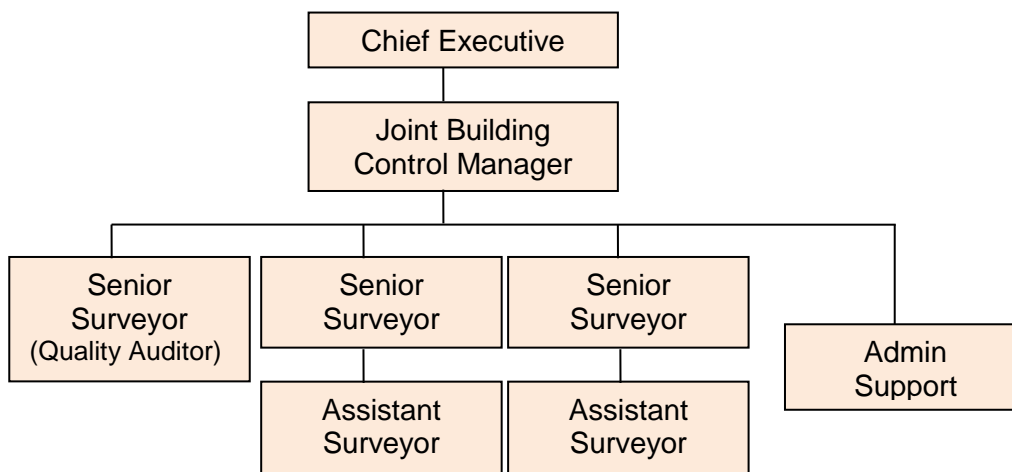 Chief Executive
Joint Building
Control Manager
Senior
Surveyor
(Quality Auditor)
Senior
Surveyor
Senior
Surveyor
Admin
Support
Assistant
Surveyor
Assistant
Surveyor